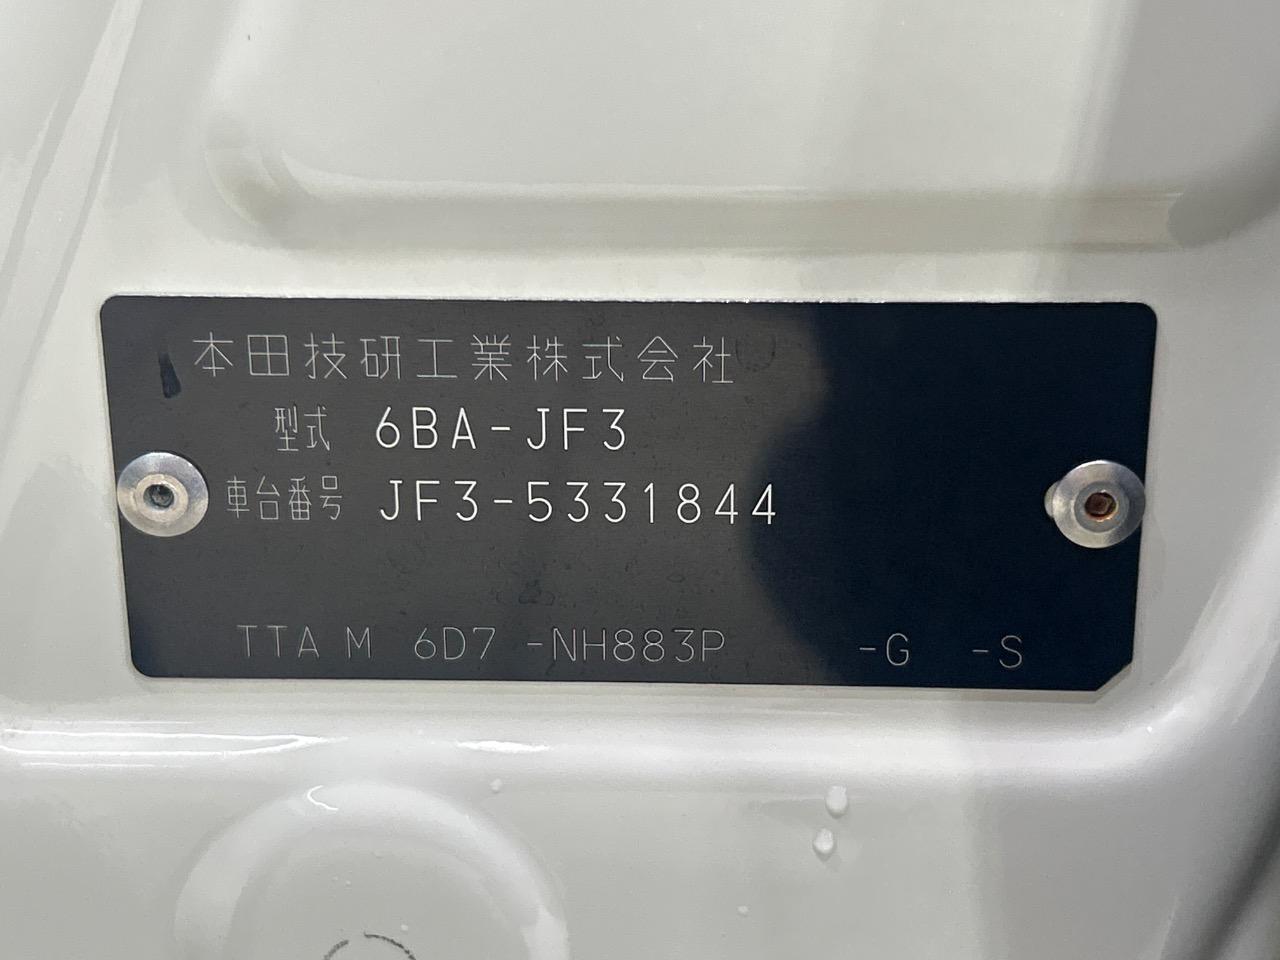 本田技研工業株式会社
型式 6BA-JF3
車台番号 JF3-5331844
TTA M 6D7 -NH883P -G -S